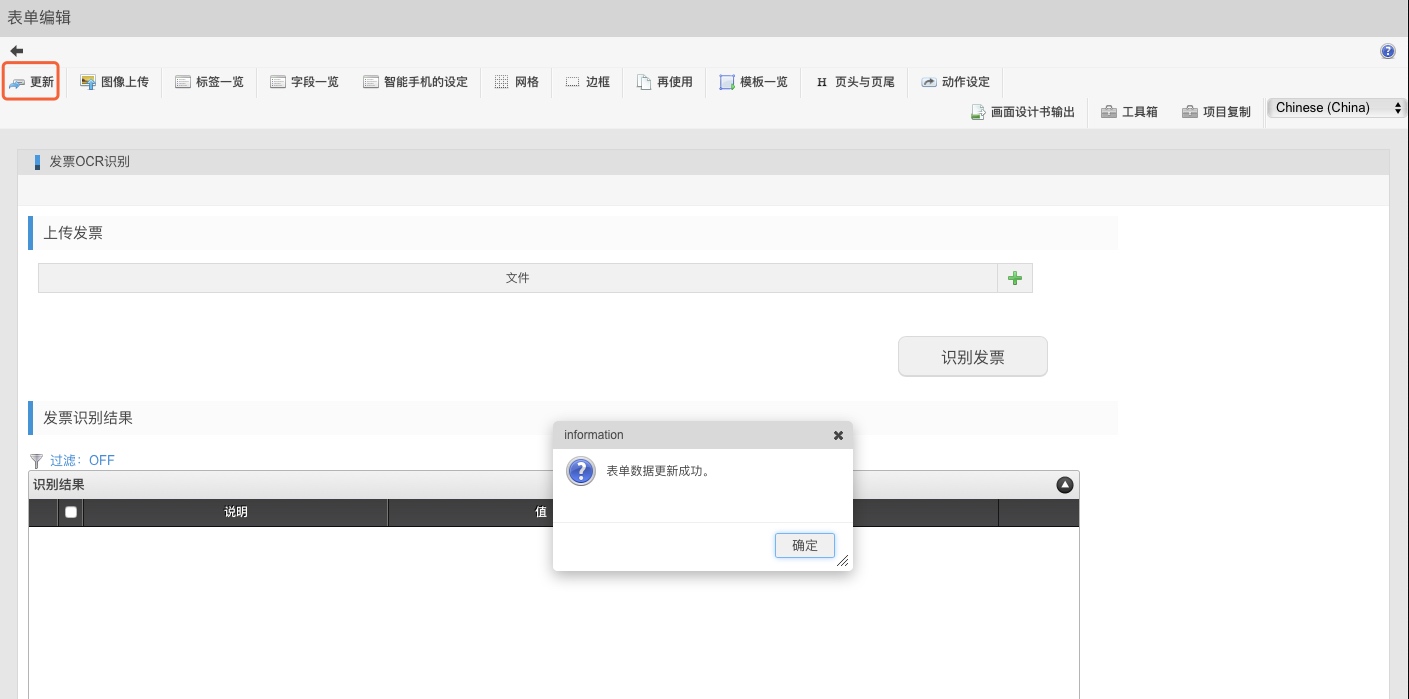 表单编辑
更新 图像上传 标签一览 字段一览 智能手机的设定 网格 边框 再使用 模板一览 H 页头与页尾 动作设定
画面设计书输出 工具箱 项目复制 Chinese (China)
发票OCR识别
上传发票
文件
识别发票
发票识别结果
过滤：OFF
识别结果
说明 值
information
表单数据更新成功。
确定